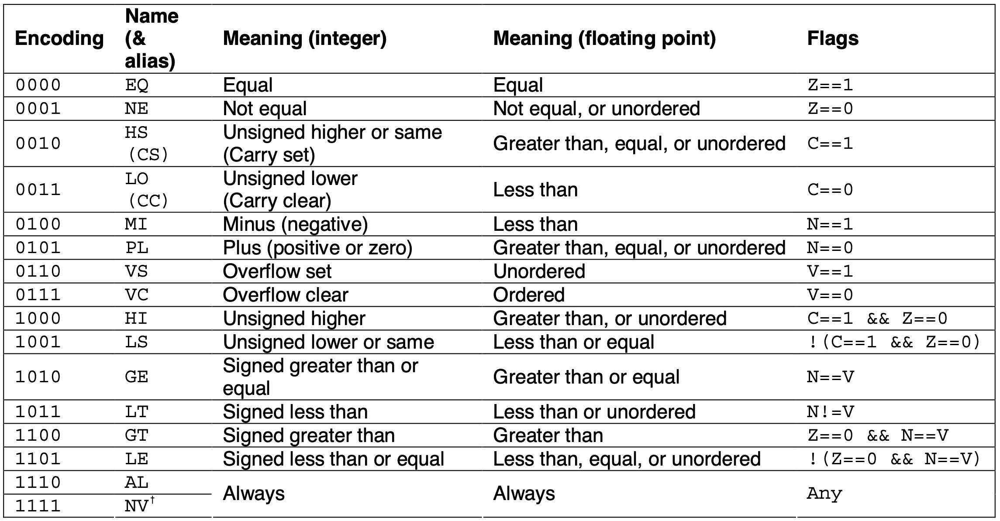 Encoding Name (& alias) Meaning (integer) Meaning (floating point) Flags
0000 EQ Equal Equal Z==1
0001 NE Not equal Not equal, or unordered Z==0
0010 HS (CS) Unsigned higher or same (Carry set) Greater than, equal, or unordered C==1
0011 LO (CC) Unsigned lower (Carry clear) Less than C==0
0100 MI Minus (negative) Less than N==1
0101 PL Plus (positive or zero) Greater than, equal, or unordered N==0
0110 VS Overflow set Unordered V==1
0111 VC Overflow clear Ordered V==0
1000 HI Unsigned higher Greater than, or unordered C==1 && Z==0
1001 LS Unsigned lower or same Less than or equal !(C==1 && Z==0)
1010 GE Signed greater than or equal Greater than or equal N==V
1011 LT Signed less than Less than or unordered N!=V
1100 GT Signed greater than Greater than Z==0 && N==V
1101 LE Signed less than or equal Less than, equal, or unordered !(Z==0 && N==V)
1110 AL Always Always Any
1111 NV†